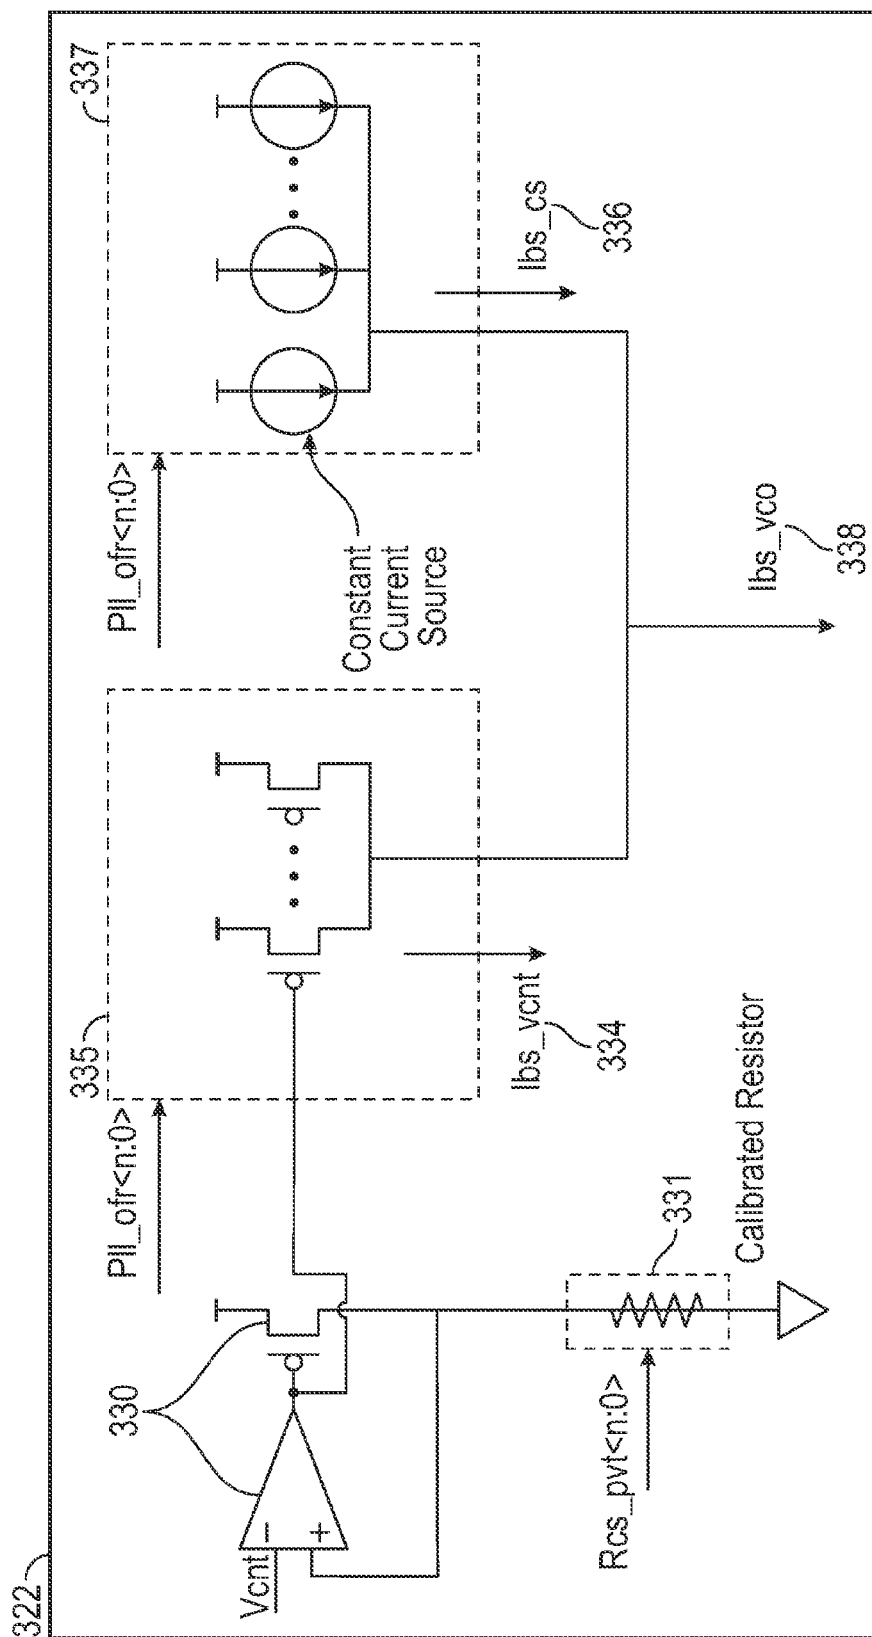 322
Vcnt
−
+
330
Rcs_pvt<n:0>
331
Calibrated Resistor
Pll_ofr<n:0>
335
Ibs_vcnt
334
Pll_ofr<n:0>
337
Constant
Current
Source
Ibs_cs
336
Ibs_vco
338